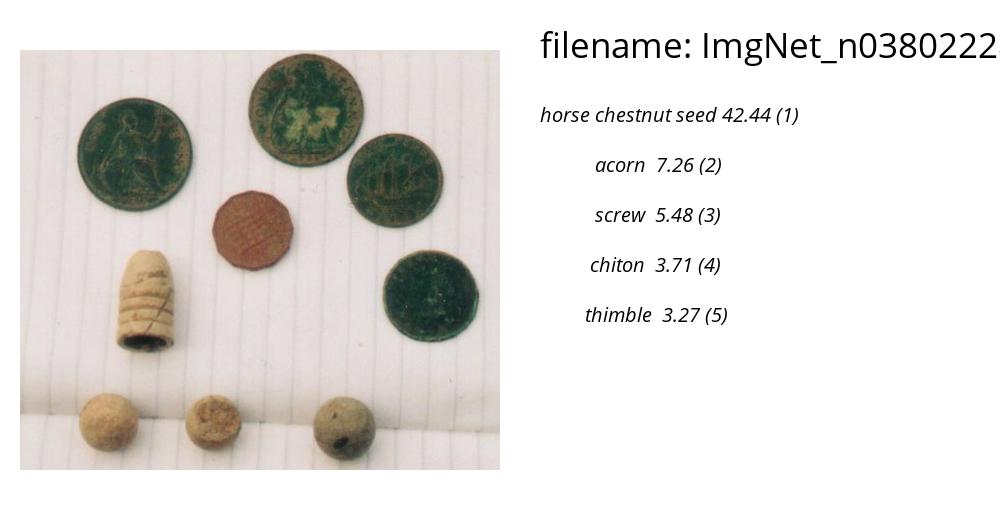 filename: ImgNet_n0380222
horse chestnut seed 42.44 (1)
acorn 7.26 (2)
screw 5.48 (3)
chiton 3.71 (4)
thimble 3.27 (5)